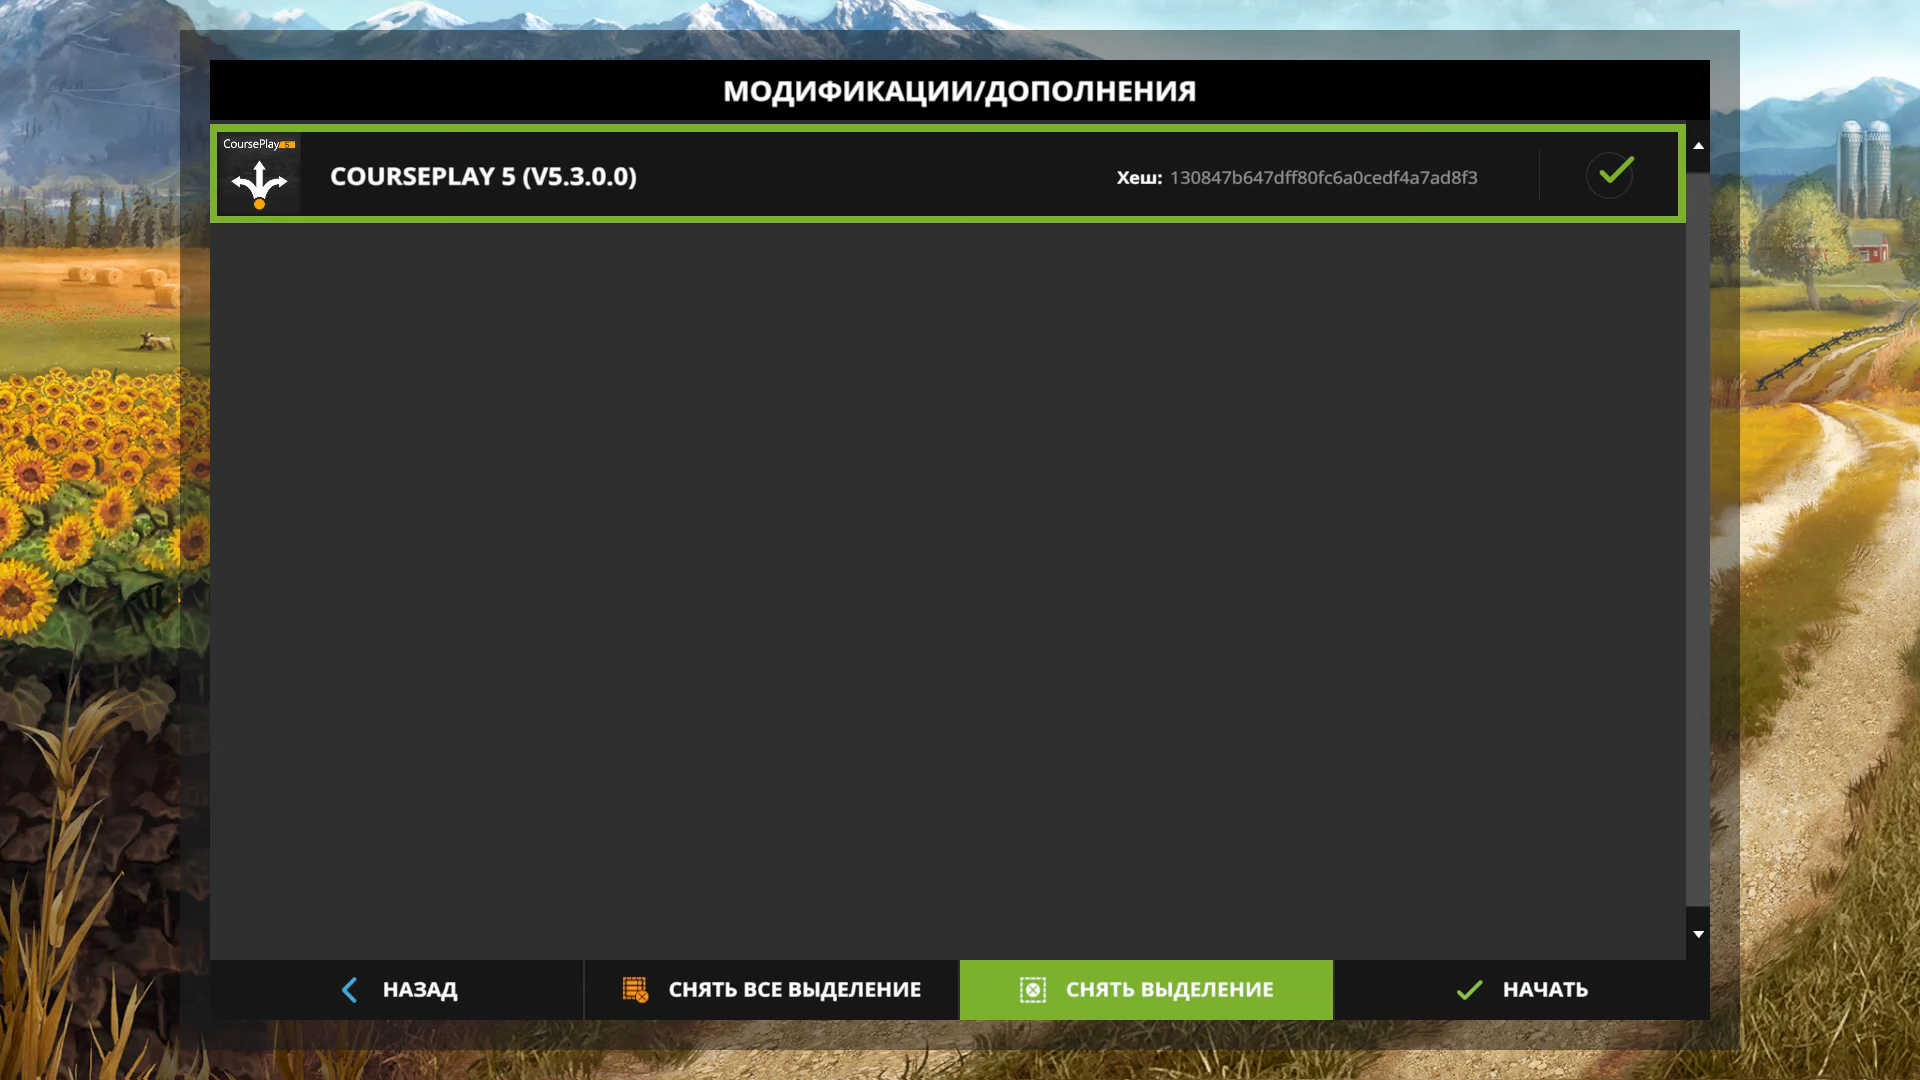 МОДИФИКАЦИИ/ДОПОЛНЕНИЯ
CoursePlay 5
COURSEPLAY 5 (V5.3.0.0)
Хеш: 130847b647dff80fc6a0cedf4a7ad8f3
НАЗАД
СНЯТЬ ВСЕ ВЫДЕЛЕНИЕ
СНЯТЬ ВЫДЕЛЕНИЕ
НАЧАТЬ